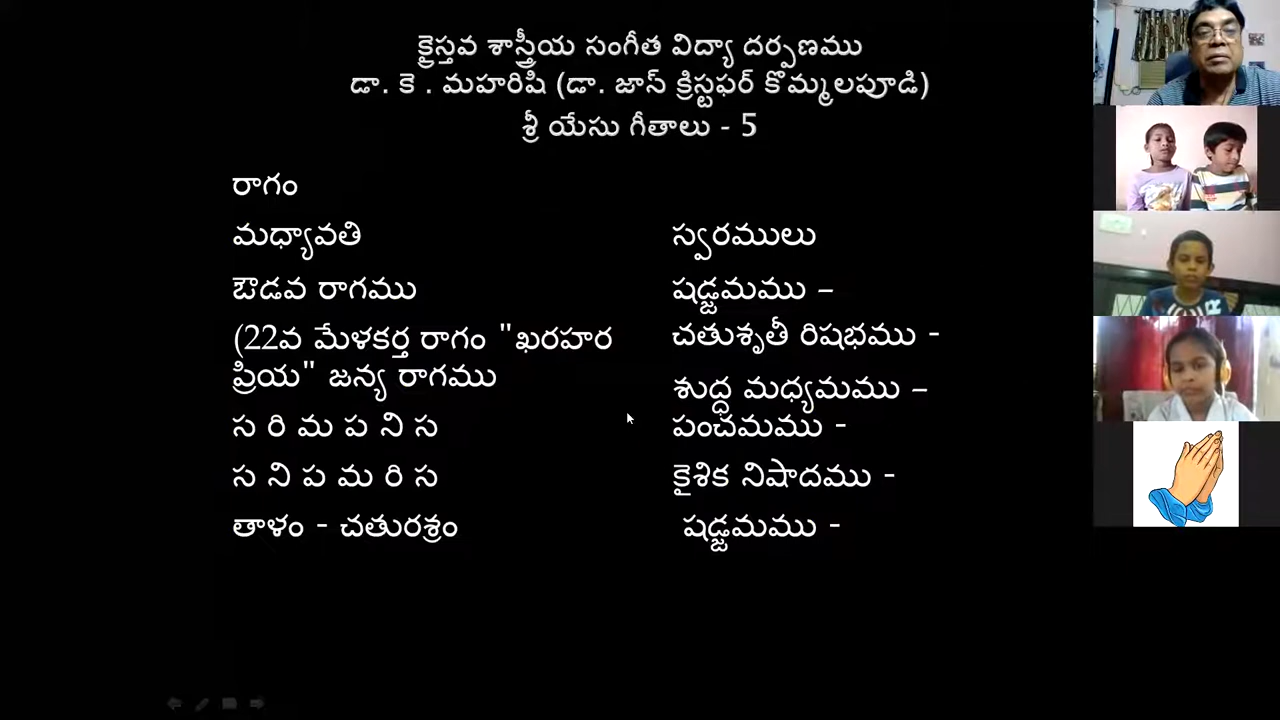 క్రైస్తవ శాస్త్రీయ సంగీత విద్యా దర్పణము
డా. కె . మహరిషి (డా. జాస్ క్రిస్టఫర్ కొమ్మలపూడి)
శ్రీ యేసు గీతాలు - 5
రాగం
మధ్యావతి
ఔడవ రాగము
(22వ మేళకర్త రాగం "ఖరహర
ప్రియ" జన్య రాగము
స రి మ ప ని స
స ని ప మ రి స
తాళం - చతురశ్రం
స్వరములు
షడ్జమము –
చతుశృతీ రిషభము -
శుద్ధ మధ్యమము –
పంచమము -
కైశిక నిషాదము -
షడ్జమము -